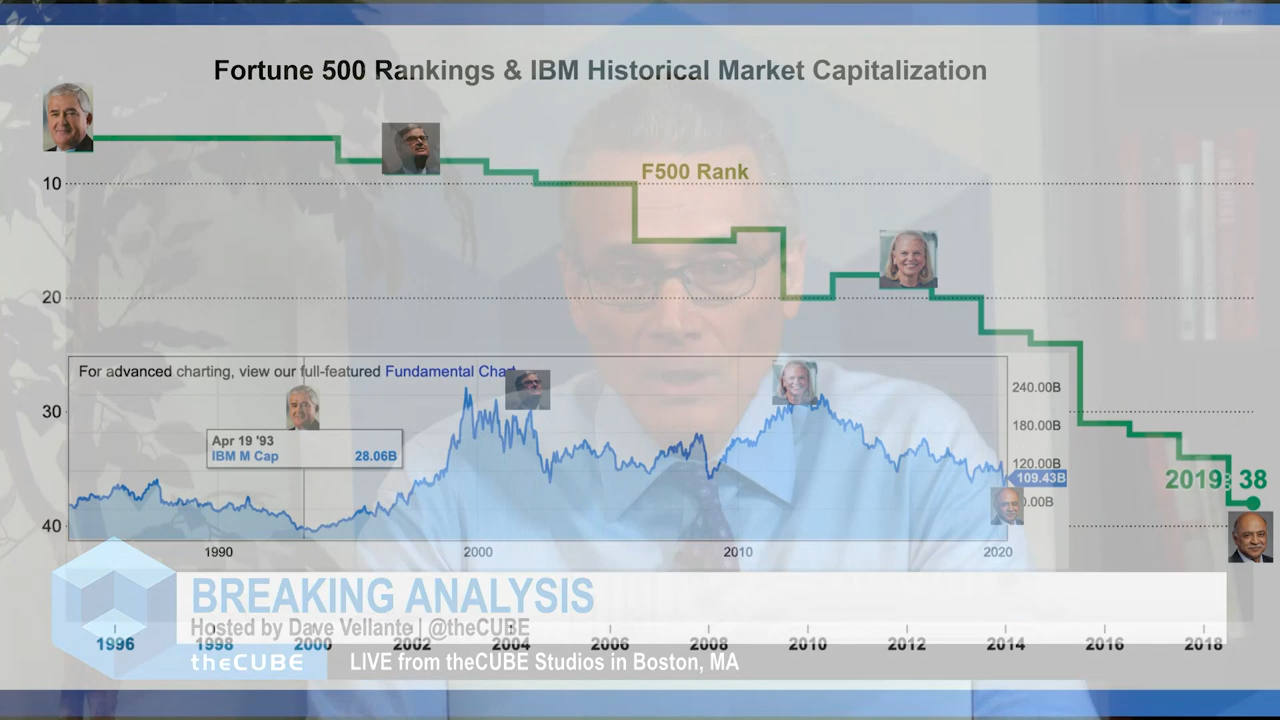 Fortune 500 Rankings & IBM Historical Market Capitalization
F500 Rank
10
20
30
40
For advanced charting, view our full-featured Fundamental Chart
240.00B
180.00B
120.00B
109.43B
0.00B
Apr 19 '93
IBM M Cap 28.06B
2019: 38
1990 2000 2010 2020
BREAKING ANALYSIS
Hosted by Dave Vellante | @theCUBE
1996 1998 2000 2002 2004 2006 2008 2010 2012 2014 2016 2018
theCUBE LIVE from theCUBE Studios in Boston, MA